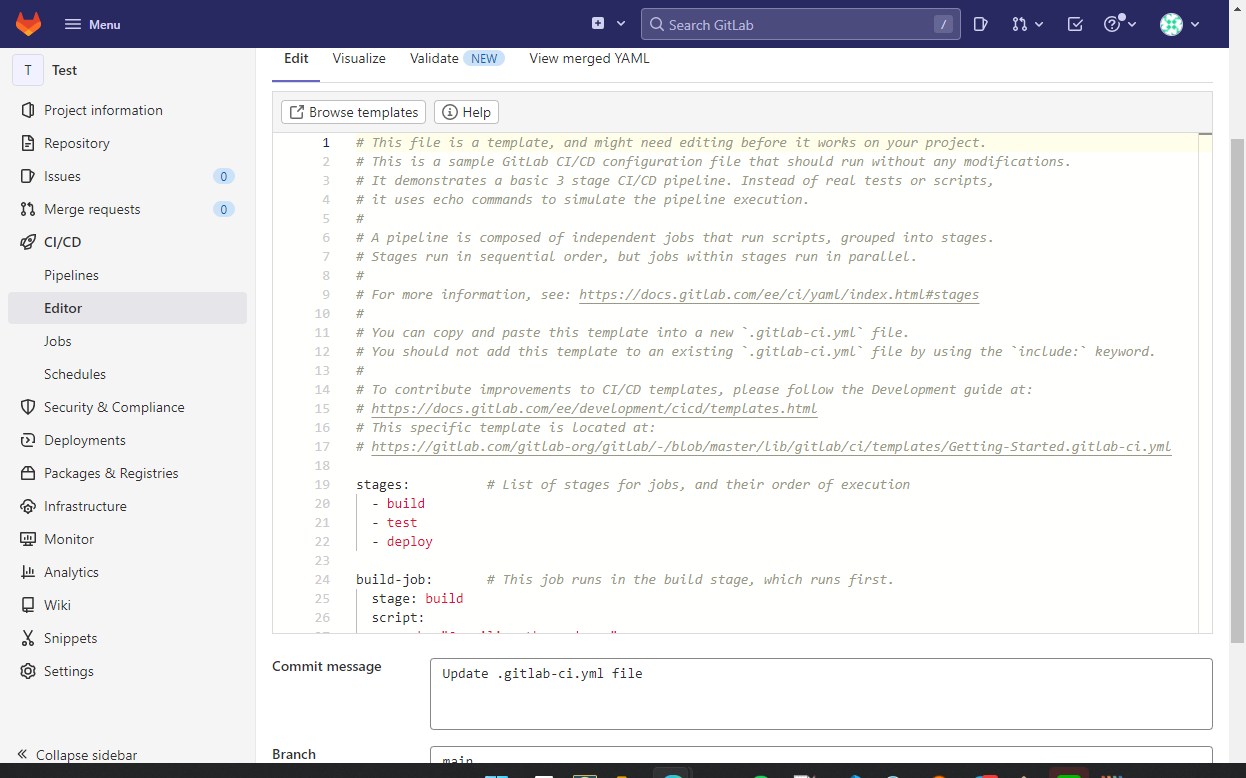 Menu
Search GitLab
/
T Test
Project information
Repository
Issues 0
Merge requests 0
CI/CD
Pipelines
Editor
Jobs
Schedules
Security & Compliance
Deployments
Packages & Registries
Infrastructure
Monitor
Analytics
Wiki
Snippets
Settings
Collapse sidebar
Edit Visualize Validate NEW View merged YAML
Browse templates Help
1 # This file is a template, and might need editing before it works on your project.
2 # This is a sample GitLab CI/CD configuration file that should run without any modifications.
3 # It demonstrates a basic 3 stage CI/CD pipeline. Instead of real tests or scripts,
4 # it uses echo commands to simulate the pipeline execution.
5 #
6 # A pipeline is composed of independent jobs that run scripts, grouped into stages.
7 # Stages run in sequential order, but jobs within stages run in parallel.
8 #
9 # For more information, see: https://docs.gitlab.com/ee/ci/yaml/index.html#stages
10 #
11 # You can copy and paste this template into a new `.gitlab-ci.yml` file.
12 # You should not add this template to an existing `.gitlab-ci.yml` file by using the `include:` keyword.
13 #
14 # To contribute improvements to CI/CD templates, please follow the Development guide at:
15 # https://docs.gitlab.com/ee/development/cicd/templates.html
16 # This specific template is located at:
17 # https://gitlab.com/gitlab-org/gitlab/-/blob/master/lib/gitlab/ci/templates/Getting-Started.gitlab-ci.yml
18
19 stages: # List of stages for jobs, and their order of execution
20 - build
21 - test
22 - deploy
23
24 build-job: # This job runs in the build stage, which runs first.
25 stage: build
26 script:
Commit message
Update .gitlab-ci.yml file
Branch
main